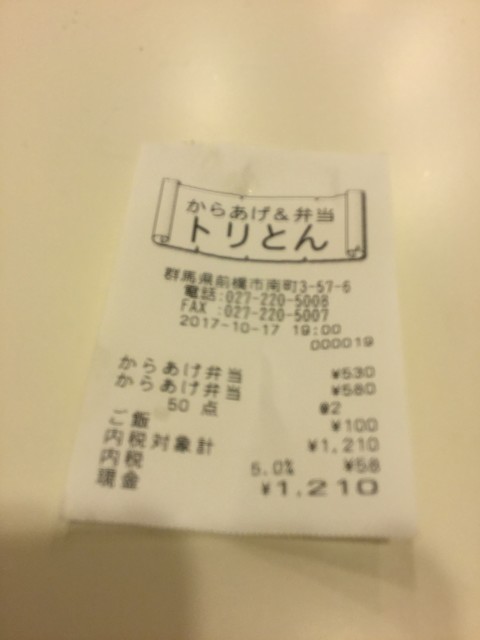 からあげ&弁当
トリとん
群馬県前橋市南町3-57-6
電話:027-220-5008
FAX :027-220-5007
2017-10-17 19:00
000019
からあげ弁当 ¥530
からあげ弁当 ¥580
50 点 @2
ご飯 ¥100
内税対象計 ¥1,210
内税 5.0% ¥58
現金 ¥1,210